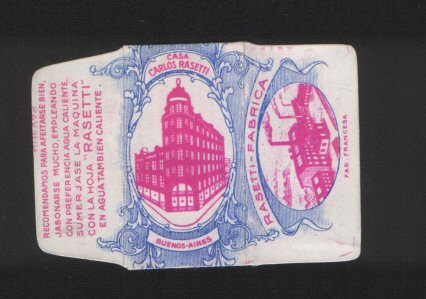 RECOMENDAMOS PARA AFEITARSE BIEN,
JABONARSE MUCHO, EMPLEANDO
CON PREFERENCIA AGUA CALIENTE.
SUMERJASE LA MAQUINA
CON LA HOJA "RASETTI"
EN AGUA TAMBIEN CALIENTE.
CASA
CARLOS RASETTI
BUENOS-AIRES
RASETTI-FABRICA
FAB. FRANCESA